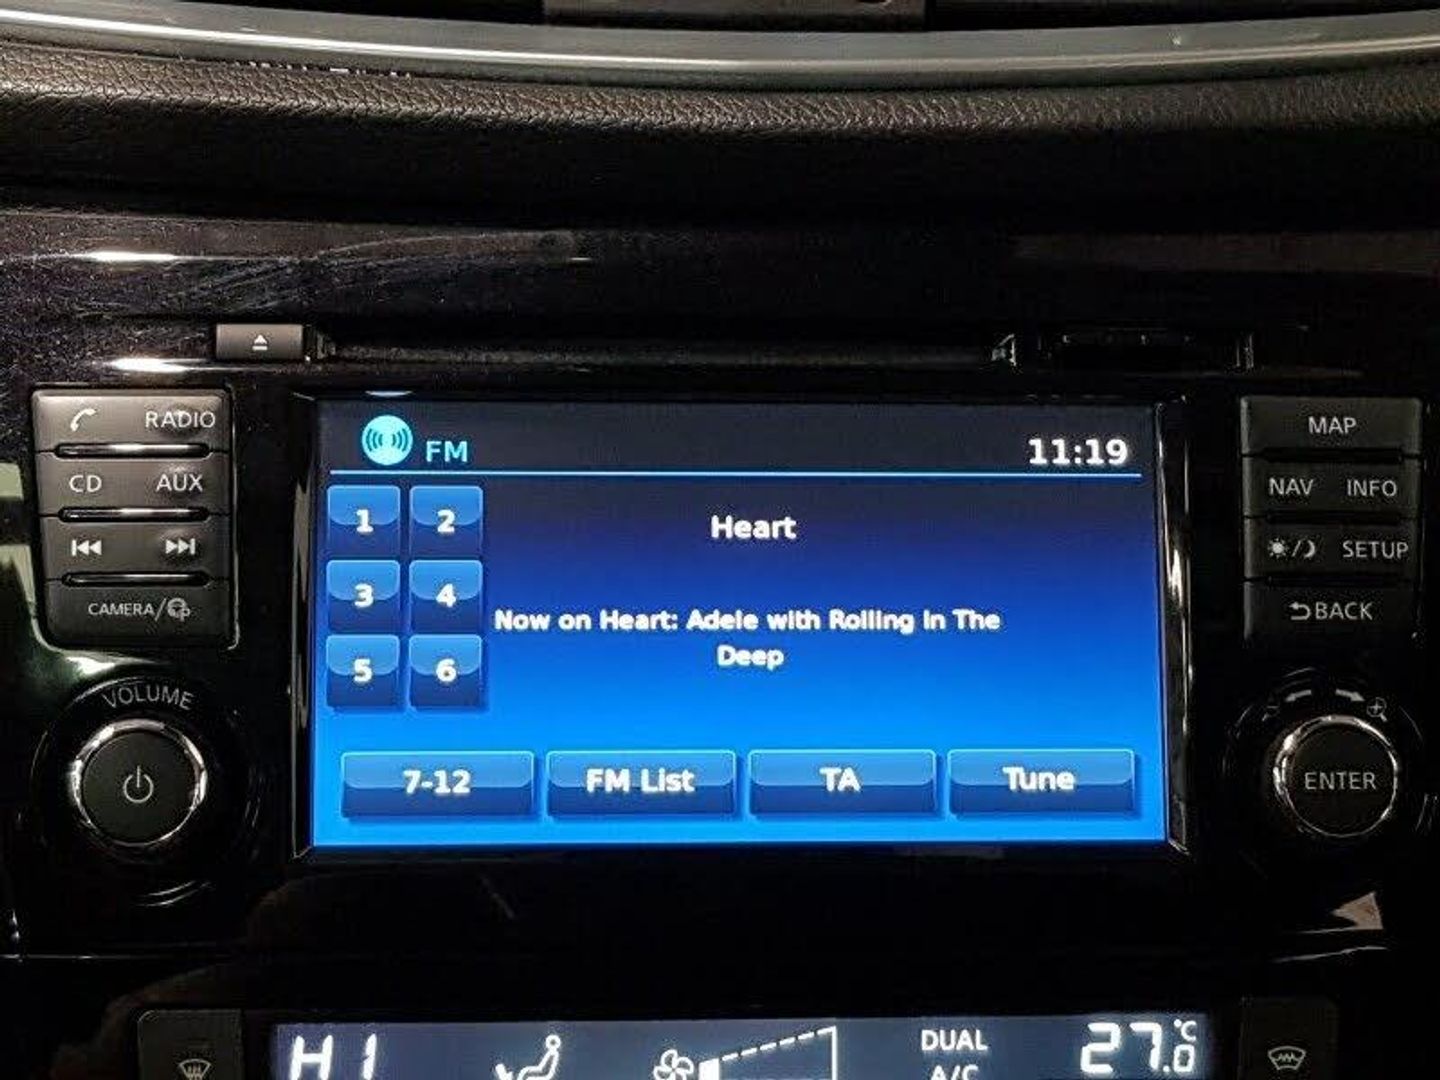 RADIO
CD AUX
CAMERA/
VOLUME
FM 11:19
1 2
Heart
3 4
Now on Heart: Adele with Rolling In The
Deep
5 6
7-12 FM List TA Tune
MAP
NAV INFO
SETUP
BACK
ENTER
HI DUAL 27.0 °C
A/C